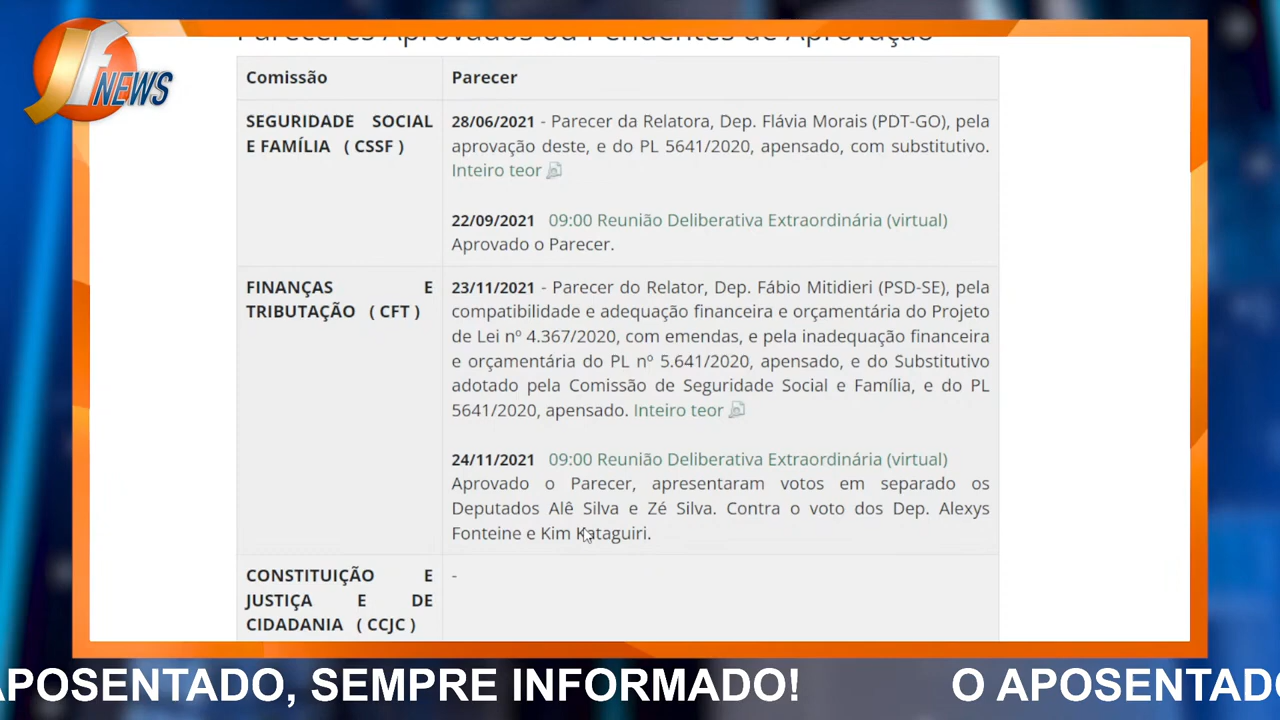 Pareceres Aprovados ou Pendentes de Aprovação
JF NEWS
Comissão Parecer
SEGURIDADE SOCIAL
E FAMÍLIA ( CSSF )
28/06/2021 - Parecer da Relatora, Dep. Flávia Morais (PDT-GO), pela
aprovação deste, e do PL 5641/2020, apensado, com substitutivo.
Inteiro teor
22/09/2021 09:00 Reunião Deliberativa Extraordinária (virtual)
Aprovado o Parecer.
FINANÇAS E
TRIBUTAÇÃO ( CFT )
23/11/2021 - Parecer do Relator, Dep. Fábio Mitidieri (PSD-SE), pela
compatibilidade e adequação financeira e orçamentária do Projeto
de Lei nº 4.367/2020, com emendas, e pela inadequação financeira
e orçamentária do PL nº 5.641/2020, apensado, e do Substitutivo
adotado pela Comissão de Seguridade Social e Família, e do PL
5641/2020, apensado. Inteiro teor
24/11/2021 09:00 Reunião Deliberativa Extraordinária (virtual)
Aprovado o Parecer, apresentaram votos em separado os
Deputados Alê Silva e Zé Silva. Contra o voto dos Dep. Alexys
Fonteine e Kim Kataguiri.
CONSTITUIÇÃO E
JUSTIÇA E DE
CIDADANIA ( CCJC )
-
APOSENTADO, SEMPRE INFORMADO! O APOSENTADO